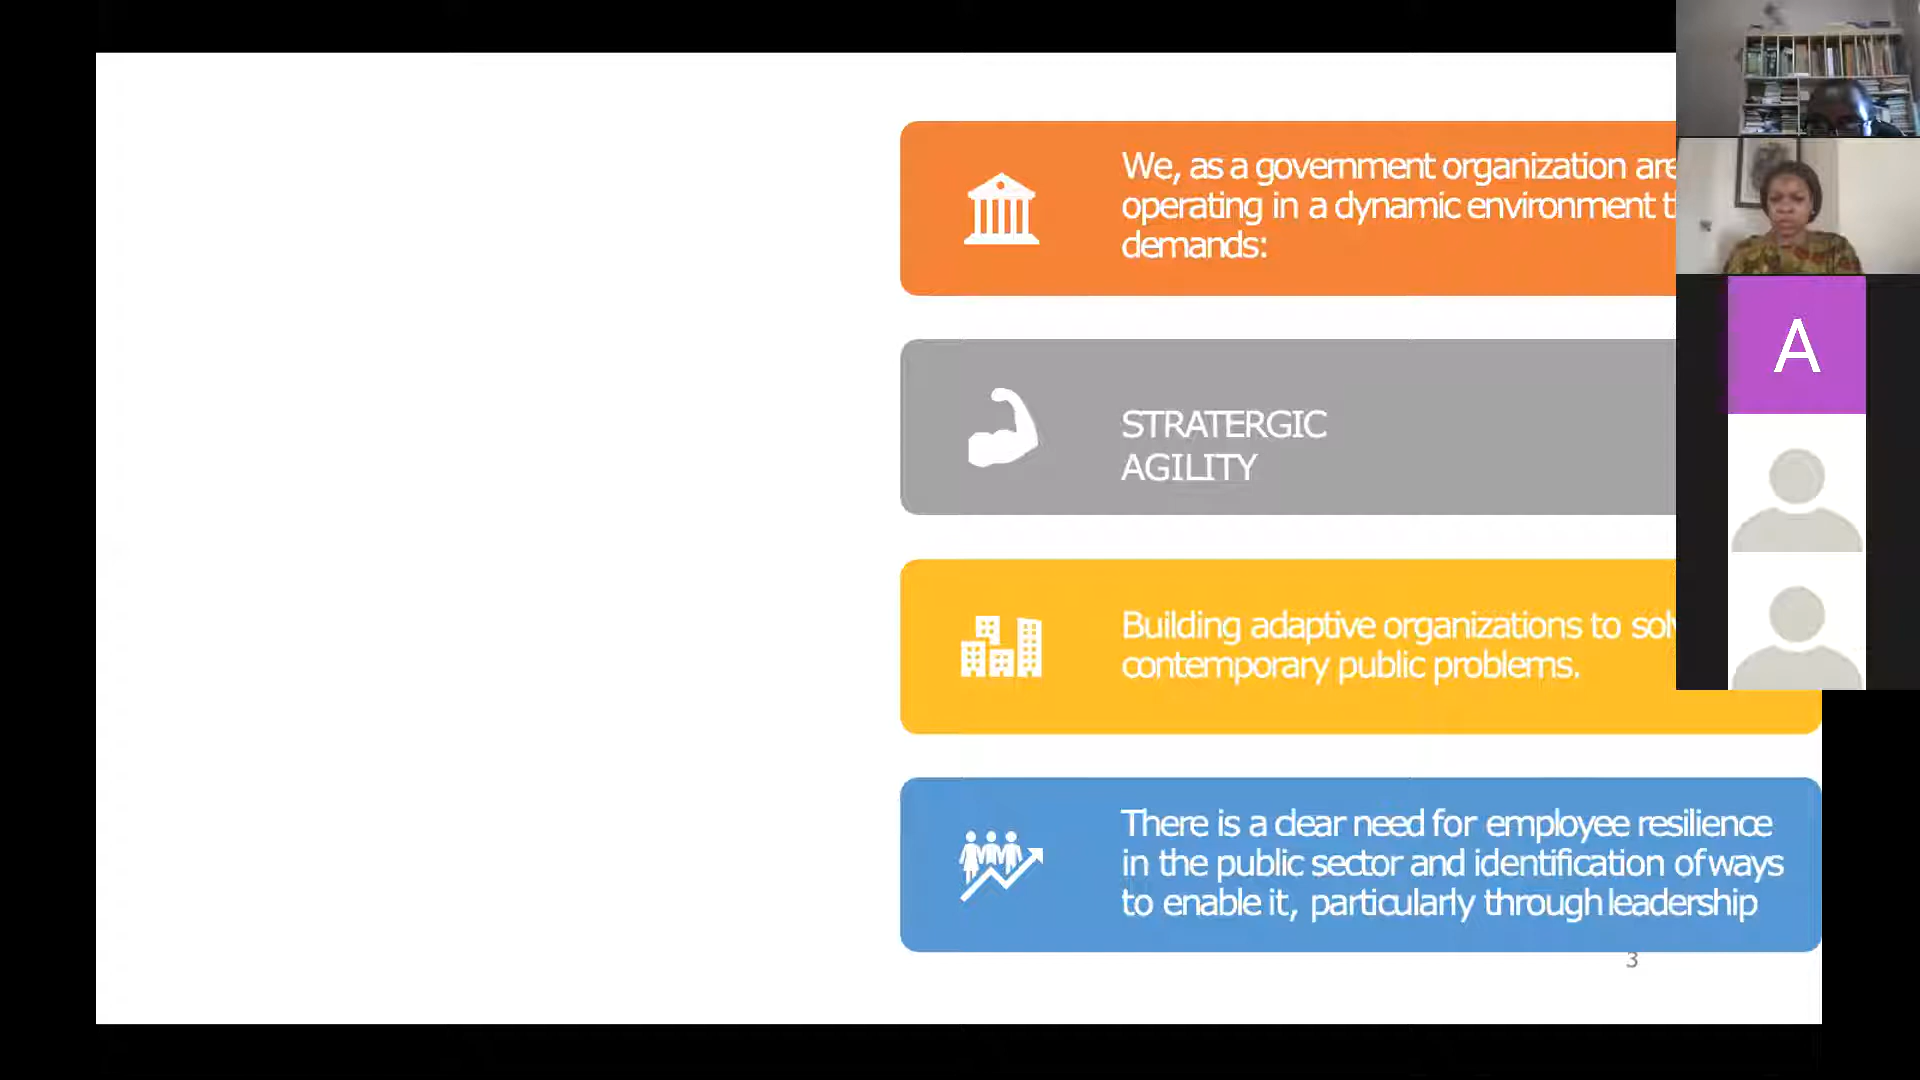 We, as a government organization are
operating in a dynamic environment
demands:
STRATERGIC
AGILITY
Building adaptive organizations to
contemporary public problems.
There is a clear need for employee resilience
in the public sector and identification of ways
to enable it, particularly through leadership
3
A